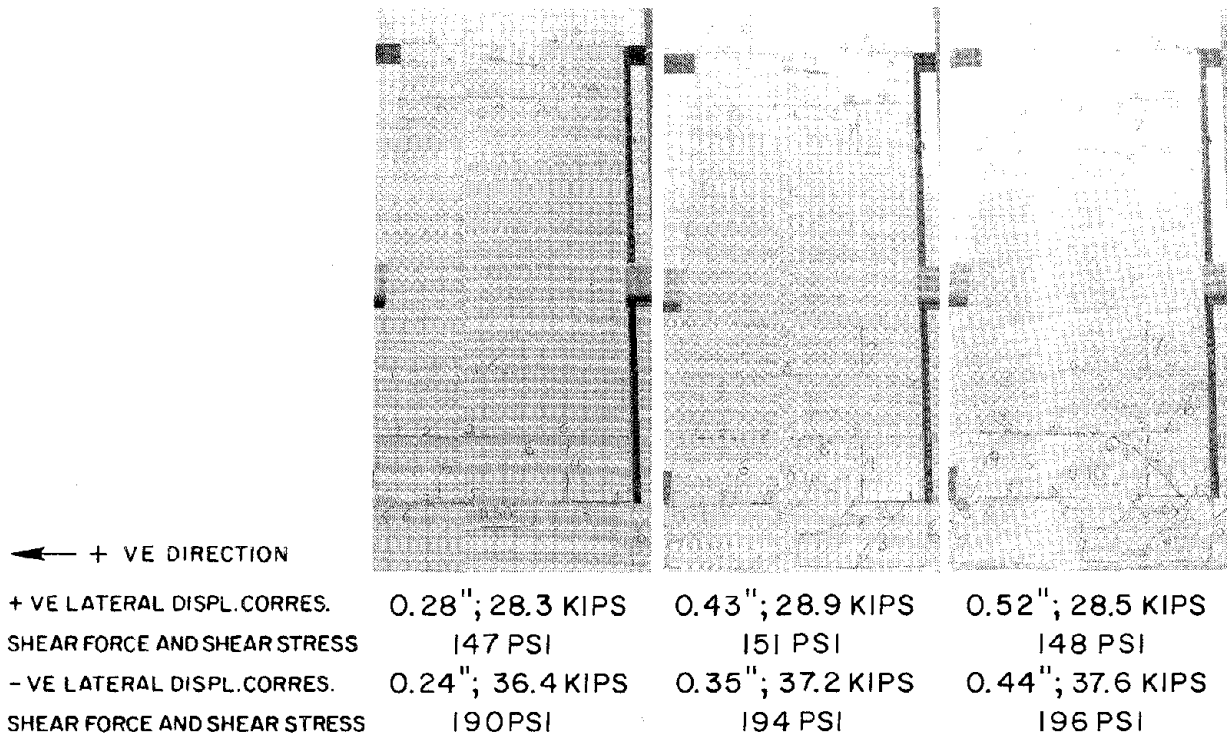 + VE DIRECTION
+ VE LATERAL DISPL. CORRES. 0.28"; 28.3 KIPS 0.43"; 28.9 KIPS 0.52"; 28.5 KIPS
SHEAR FORCE AND SHEAR STRESS 147 PSI 151 PSI 148 PSI
- VE LATERAL DISPL. CORRES. 0.24"; 36.4 KIPS 0.35"; 37.2 KIPS 0.44"; 37.6 KIPS
SHEAR FORCE AND SHEAR STRESS 190 PSI 194 PSI 196 PSI